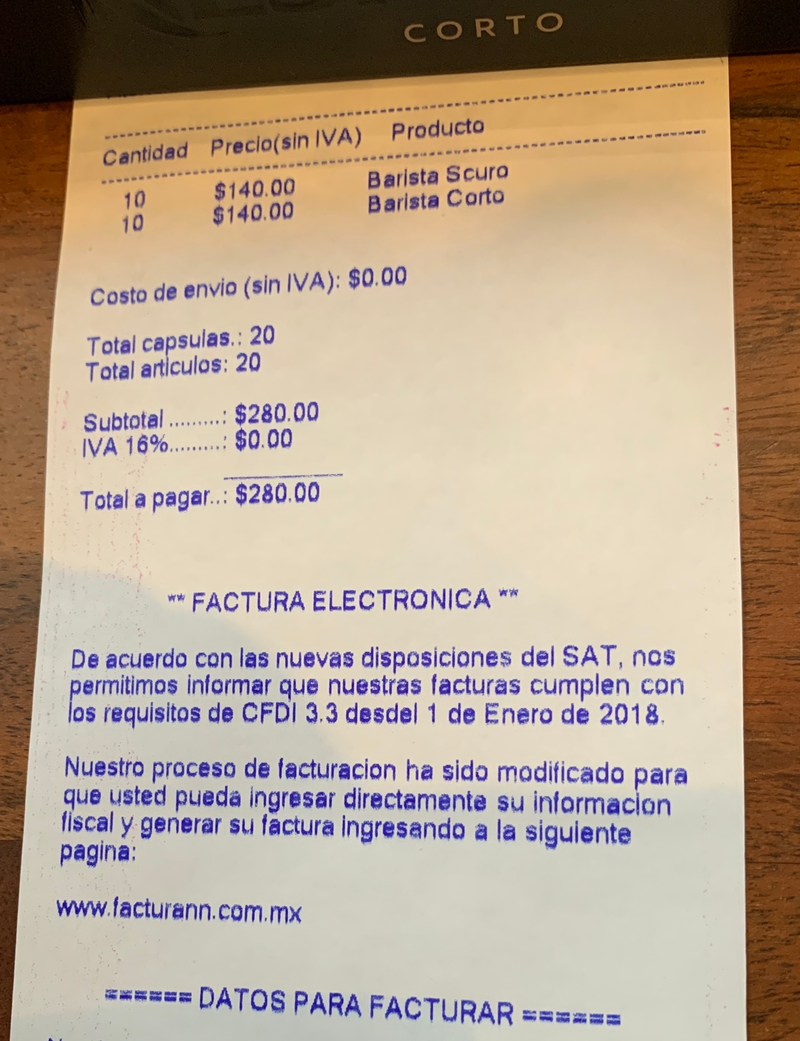 CORTO
Cantidad Precio(sin IVA) Producto
10 $140.00 Barista Scuro
10 $140.00 Barista Corto
Costo de envio (sin IVA): $0.00
Total capsulas.: 20
Total articulos: 20
Subtotal .........: $280.00
IVA 16%.........: $0.00
Total a pagar..: $280.00
** FACTURA ELECTRONICA **
De acuerdo con las nuevas disposiciones del SAT, nos
permitimos informar que nuestras facturas cumplen con
los requisitos de CFDI 3.3 desdel 1 de Enero de 2018.
Nuestro proceso de facturacion ha sido modificado para
que usted pueda ingresar directamente su informacion
fiscal y generar su factura ingresando a la siguiente
pagina:
www.facturann.com.mx
====== DATOS PARA FACTURAR ======